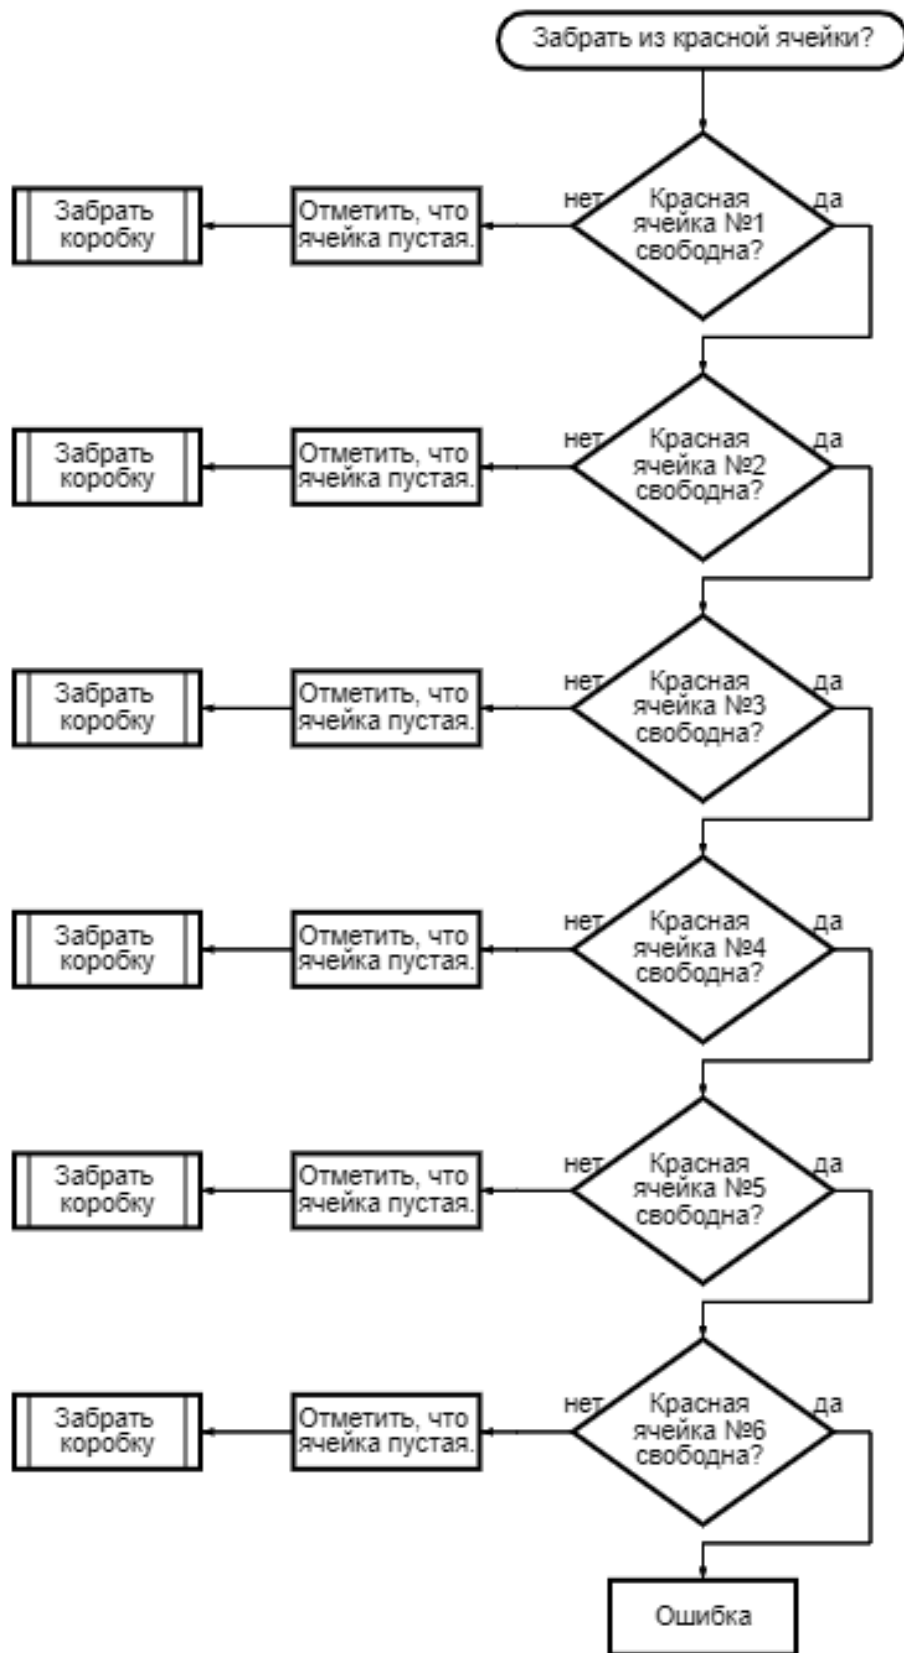 Забрать из красной ячейки?
Забрать
коробку
Отметить, что
ячейка пустая.
нет
Красная
ячейка №1
свободна?
да
Забрать
коробку
Отметить, что
ячейка пустая.
нет
Красная
ячейка №2
свободна?
да
Забрать
коробку
Отметить, что
ячейка пустая.
нет
Красная
ячейка №3
свободна?
да
Забрать
коробку
Отметить, что
ячейка пустая.
нет
Красная
ячейка №4
свободна?
да
Забрать
коробку
Отметить, что
ячейка пустая.
нет
Красная
ячейка №5
свободна?
да
Забрать
коробку
Отметить, что
ячейка пустая.
нет
Красная
ячейка №6
свободна?
да
Ошибка